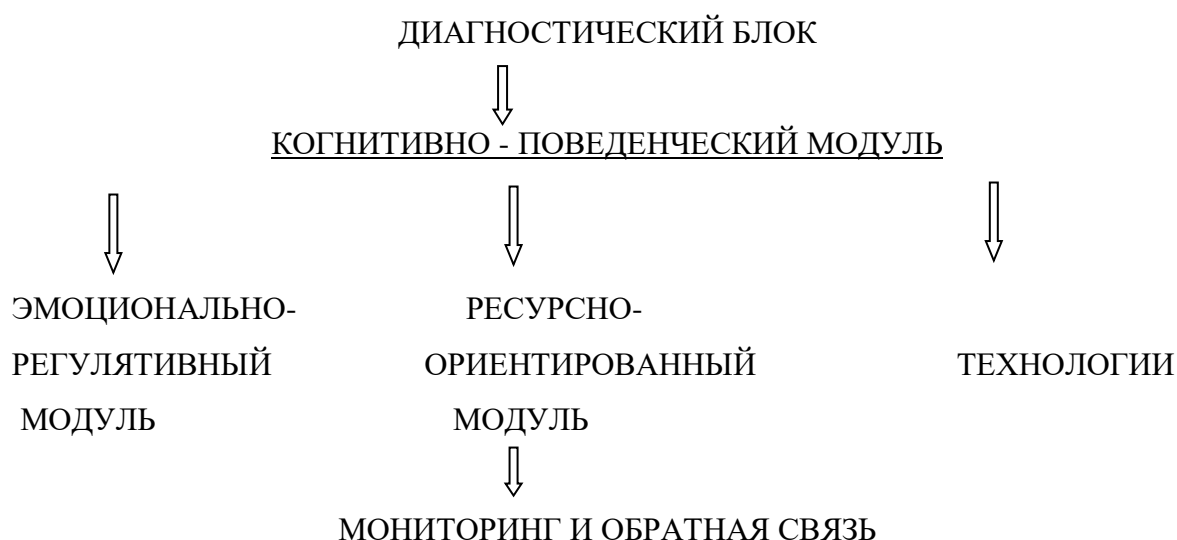 ДИАГНОСТИЧЕСКИЙ БЛОК
КОГНИТИВНО - ПОВЕДЕНЧЕСКИЙ МОДУЛЬ
ЭМОЦИОНАЛЬНО- РЕСУРСНО-
РЕГУЛЯТИВНЫЙ ОРИЕНТИРОВАННЫЙ ТЕХНОЛОГИИ
МОДУЛЬ МОДУЛЬ
МОНИТОРИНГ И ОБРАТНАЯ СВЯЗЬ